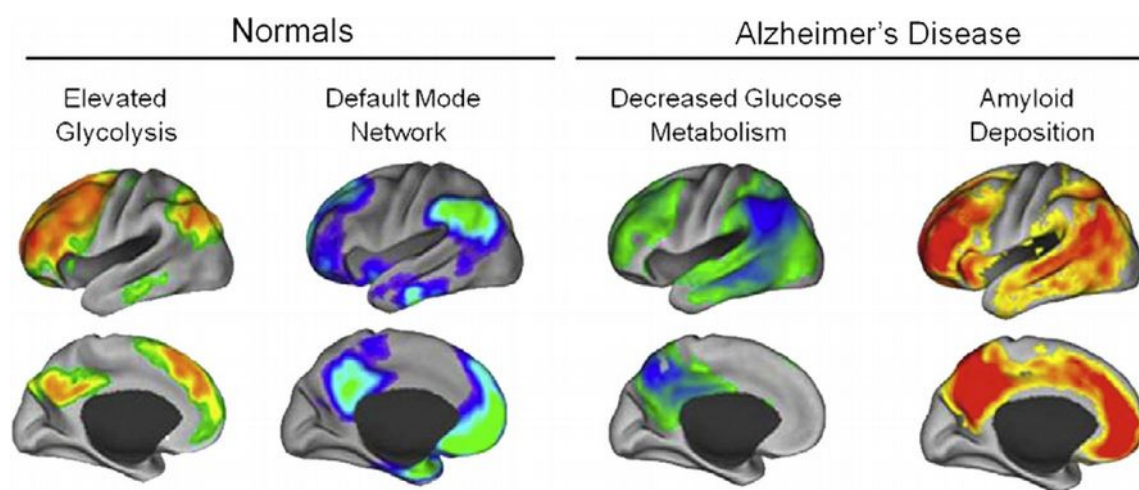 Normals
Alzheimer's Disease
Elevated
Glycolysis
Default Mode
Network
Decreased Glucose
Metabolism
Amyloid
Deposition